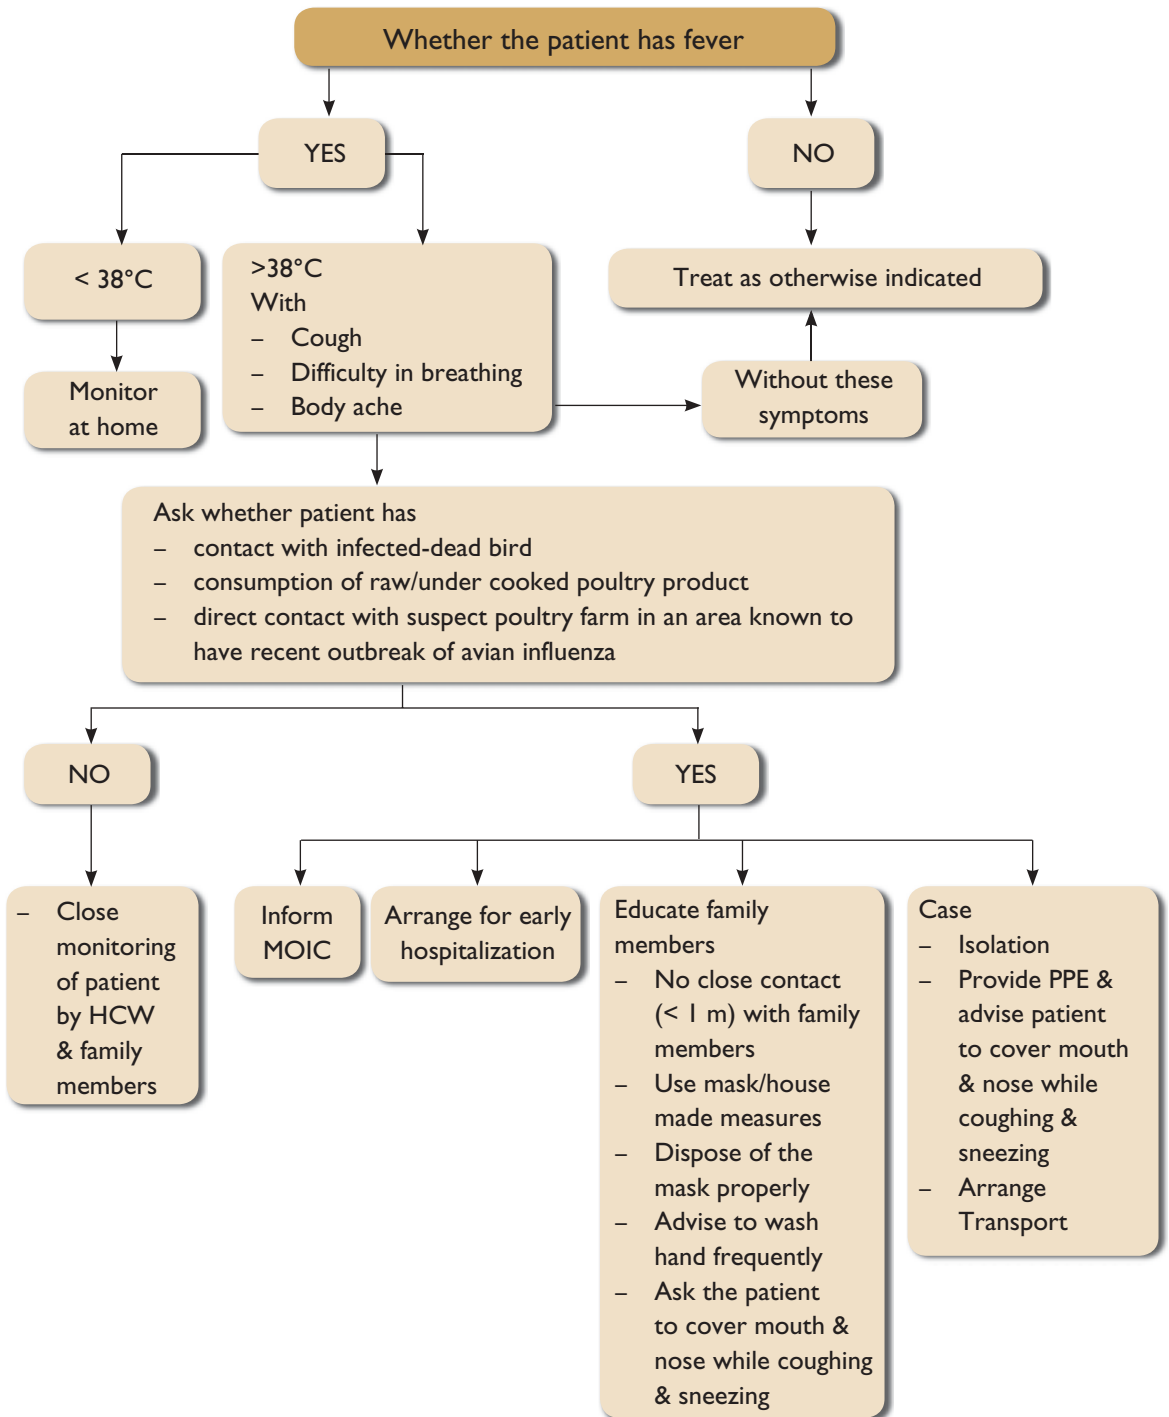 Whether the patient has fever
YES
NO
< 38°C
>38°C
With
– Cough
– Difficulty in breathing
– Body ache
Treat as otherwise indicated
Monitor
at home
Without these
symptoms
Ask whether patient has
– contact with infected-dead bird
– consumption of raw/under cooked poultry product
– direct contact with suspect poultry farm in an area known to
have recent outbreak of avian influenza
NO
YES
– Close
monitoring
of patient
by HCW
& family
members
Inform
MOIC
Arrange for early
hospitalization
Educate family
members
– No close contact
(< 1 m) with family
members
– Use mask/house
made measures
– Dispose of the
mask properly
– Advise to wash
hand frequently
– Ask the patient
to cover mouth &
nose while coughing
& sneezing
Case
– Isolation
– Provide PPE &
advise patient
to cover mouth
& nose while
coughing &
sneezing
– Arrange
Transport